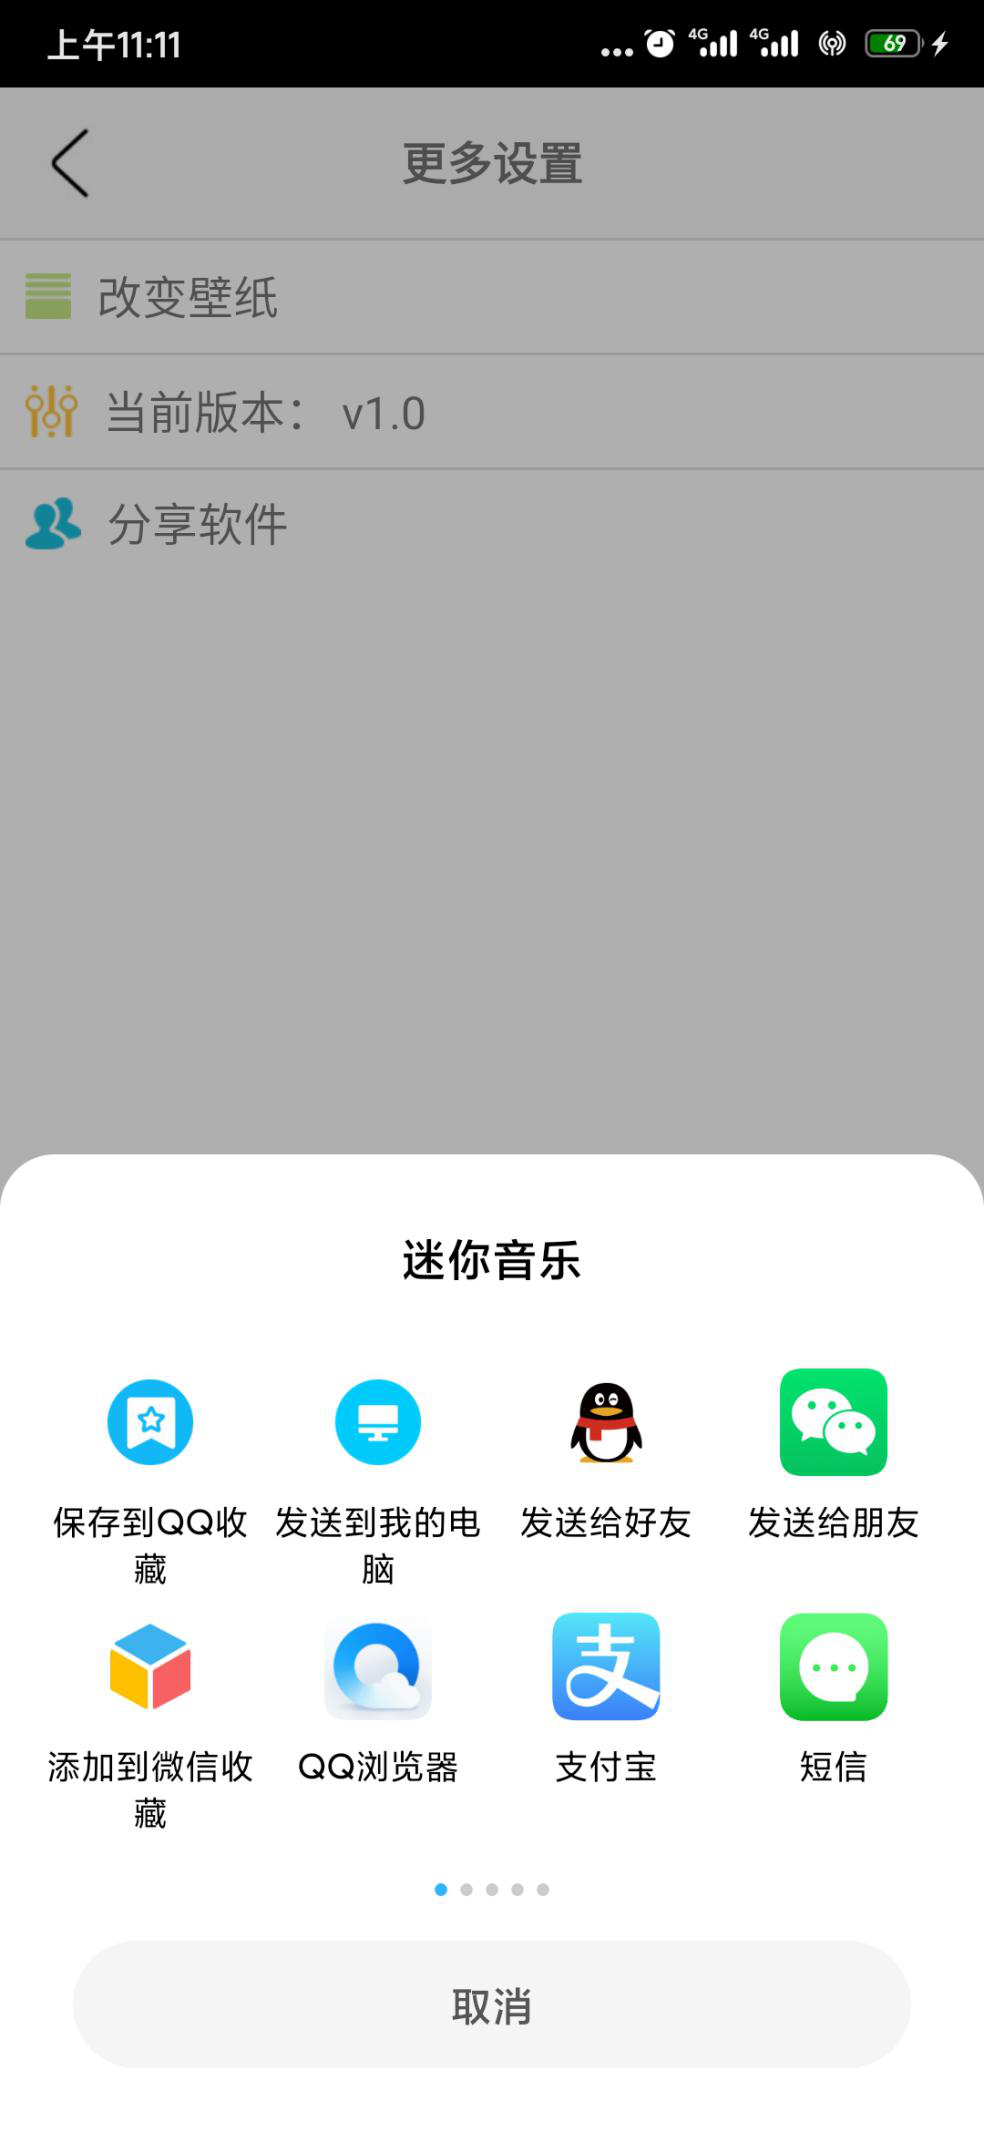 上午11:11
4G 4G 69
更多设置
改变壁纸
当前版本： v1.0
分享软件
迷你音乐
保存到QQ收藏
发送到我的电脑
发送给好友
发送给朋友
添加到微信收藏
QQ浏览器
支
支付宝
短信
取消